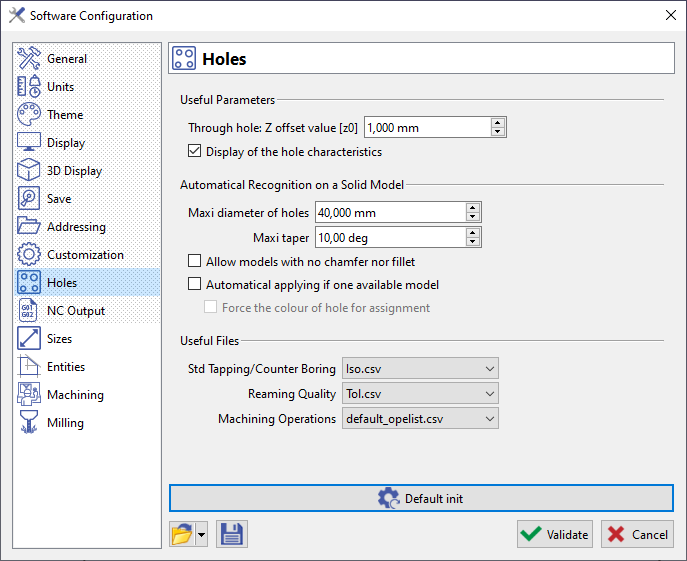 Software Configuration
General
Units
Theme
Display
3D Display
Save
Addressing
Customization
Holes
G01
G02
NC Output
Sizes
Entities
Machining
Milling
Holes
Useful Parameters
Through hole: Z offset value [z0] 1,000 mm
Display of the hole characteristics
Automatical Recognition on a Solid Model
Maxi diameter of holes 40,000 mm
Maxi taper 10,00 deg
Allow models with no chamfer nor fillet
Automatical applying if one available model
Force the colour of hole for assignment
Useful Files
Std Tapping/Counter Boring Iso.csv
Reaming Quality Tol.csv
Machining Operations default_opelist.csv
Default init
Validate Cancel